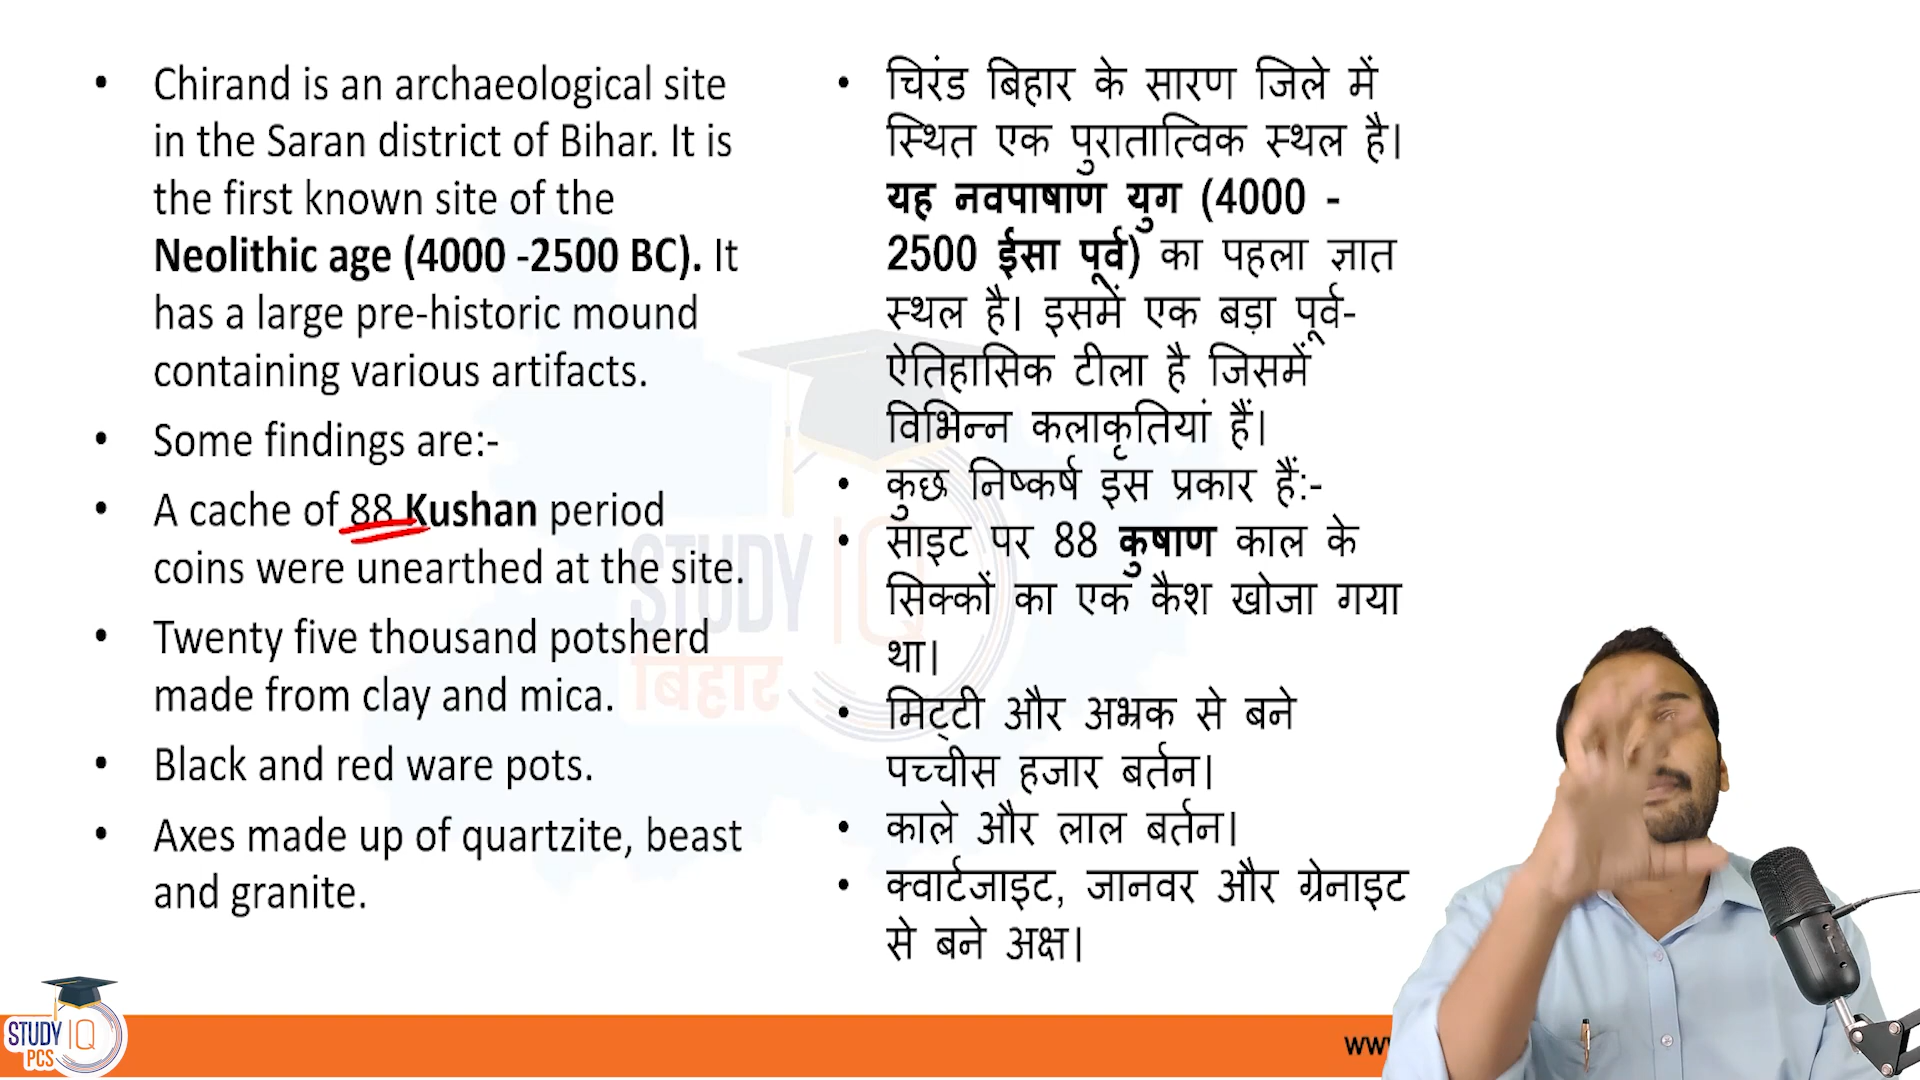 • Chirand is an archaeological site
in the Saran district of Bihar. It is
the first known site of the
Neolithic age (4000 -2500 BC). It
has a large pre-historic mound
containing various artifacts.
• Some findings are:-
• A cache of 88 Kushan period
coins were unearthed at the site.
• Twenty five thousand potsherd
made from clay and mica.
• Black and red ware pots.
• Axes made up of quartzite, beast
and granite.
• चिरंड बिहार के सारण जिले में
स्थित एक पुरातात्विक स्थल है।
यह नवपाषाण युग (4000 -
2500 ईसा पूर्व) का पहला ज्ञात
स्थल है। इसमें एक बड़ा पूर्व-
ऐतिहासिक टीला है जिसमें
विभिन्न कलाकृतियां हैं।
• कुछ निष्कर्ष इस प्रकार हैं:-
• साइट पर 88 कुषाण काल के
सिक्कों का एक कैश खोजा गया
था।
• मिट्टी और अभ्रक से बने
पच्चीस हजार बर्तन।
• काले और लाल बर्तन।
• क्वार्टजाइट, जानवर और ग्रेनाइट
से बने अक्ष।
STUDY IQ
बिहार
STUDY IQ
PCS
www